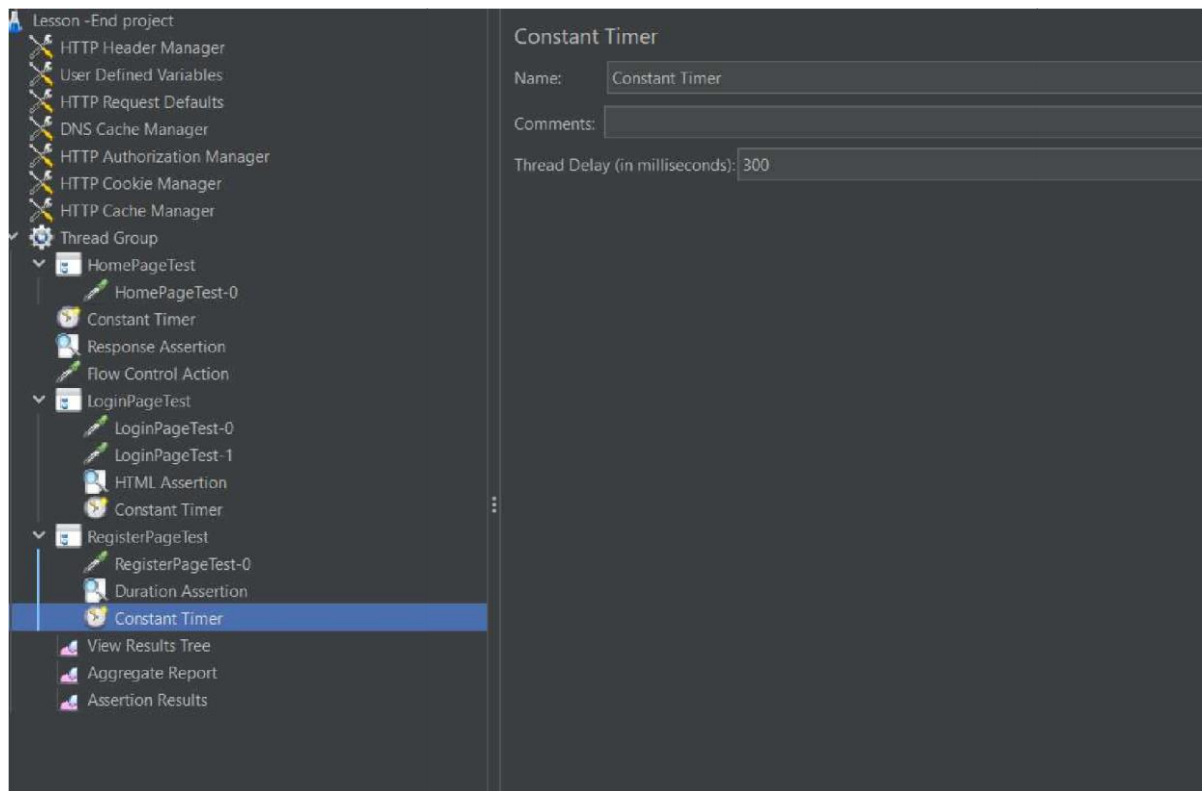 Lesson -End project
HTTP Header Manager
User Defined Variables
HTTP Request Defaults
DNS Cache Manager
HTTP Authorization Manager
HTTP Cookie Manager
HTTP Cache Manager
Thread Group
HomePageTest
HomePageTest-0
Constant Timer
Response Assertion
Flow Control Action
LoginPageTest
LoginPageTest-0
LoginPageTest-1
HTML Assertion
Constant Timer
RegisterPageTest
RegisterPageTest-0
Duration Assertion
Constant Timer
View Results Tree
Aggregate Report
Assertion Results
Constant Timer
Name: Constant Timer
Comments:
Thread Delay (in milliseconds): 300